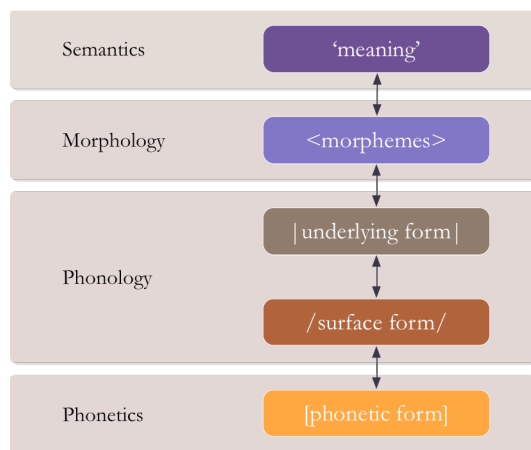 Semantics
‘meaning’
Morphology
<morphemes>
|underlying form|
Phonology
/surface form/
Phonetics
[phonetic form]